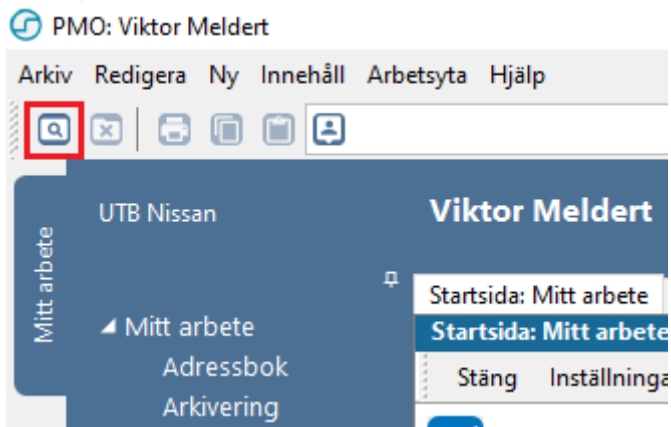 PMO: Viktor Meldert
Arkiv Redigera Ny Innehåll Arbetsyta Hjälp
Mitt arbete
UTB Nissan
Viktor Meldert
Startsida: Mitt arbete
Mitt arbete
Startsida: Mitt arbete
Adressbok
Stäng Inställninga
Arkivering